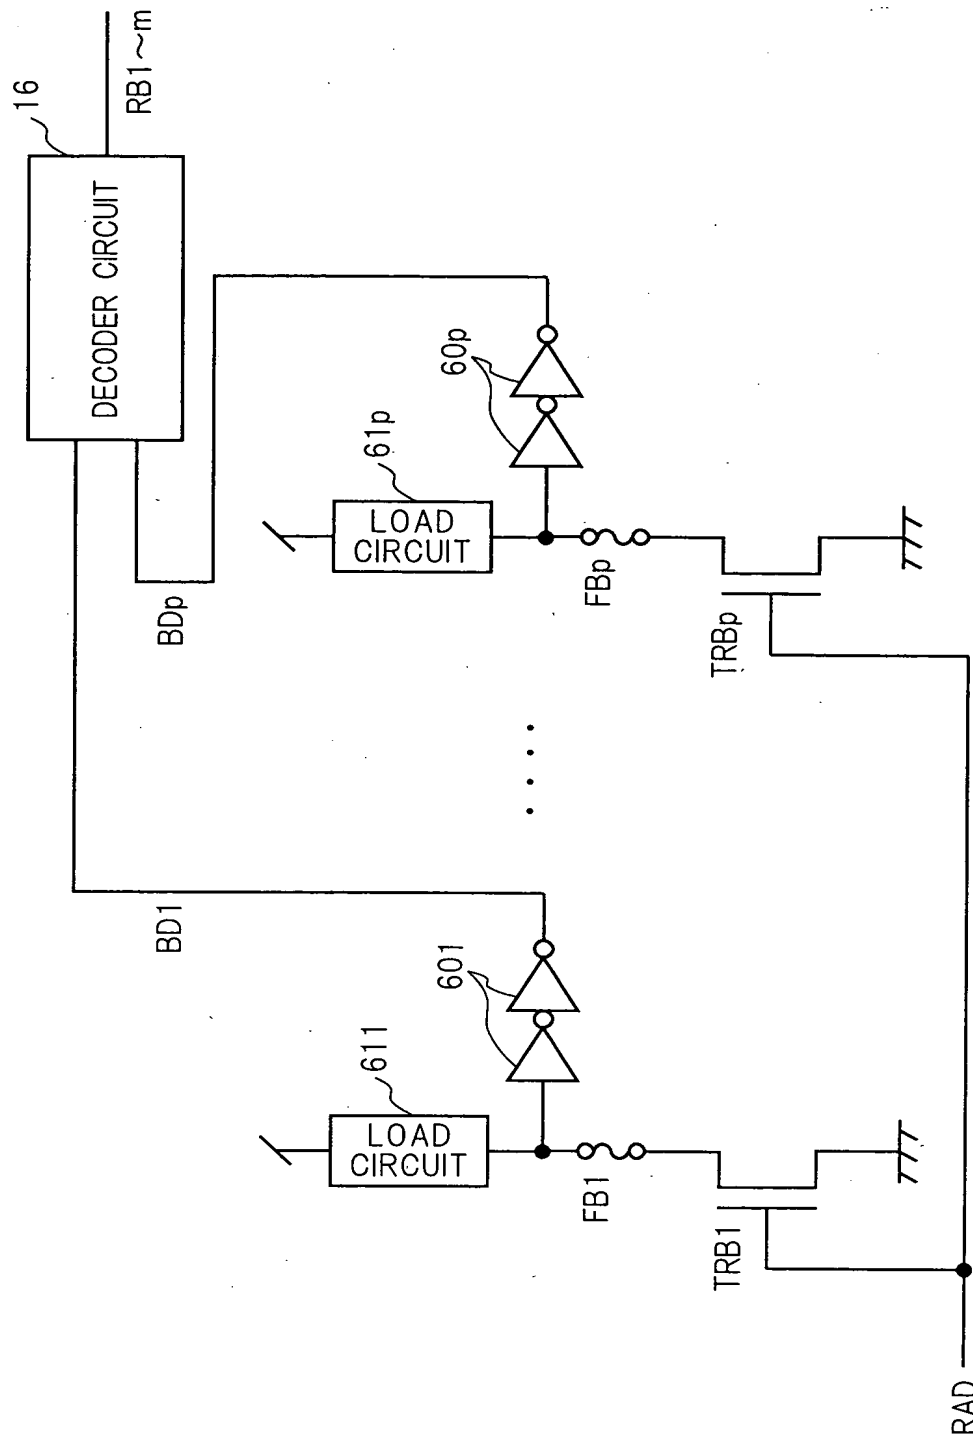 16
DECODER CIRCUIT
RB1~m
BD1
BDp
611
LOAD
CIRCUIT
601
FB1
TRB1
61p
LOAD
CIRCUIT
60p
FBp
TRBp
RAD